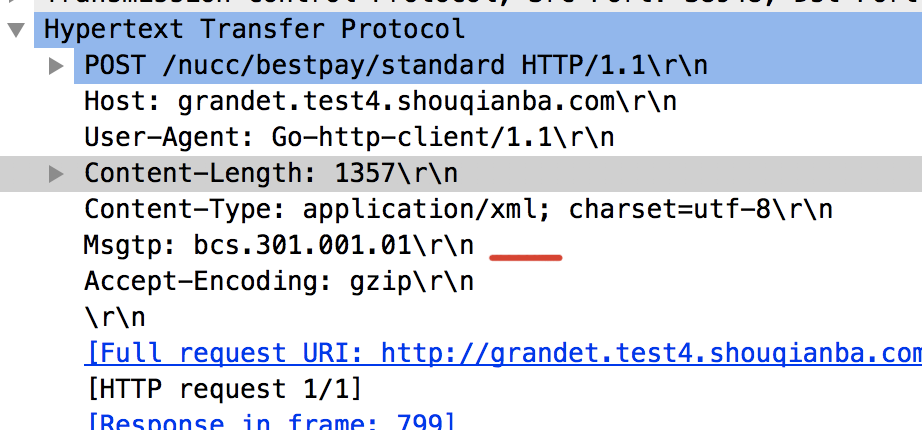 Hypertext Transfer Protocol
POST /nucc/bestpay/standard HTTP/1.1\r\n
Host: grandet.test4.shouqianba.com\r\n
User-Agent: Go-http-client/1.1\r\n
Content-Length: 1357\r\n
Content-Type: application/xml; charset=utf-8\r\n
Msgtp: bcs.301.001.01\r\n
Accept-Encoding: gzip\r\n
\r\n
[Full request URI: http://grandet.test4.shouqianba.com
[HTTP request 1/1]
[Response in frame: 799]